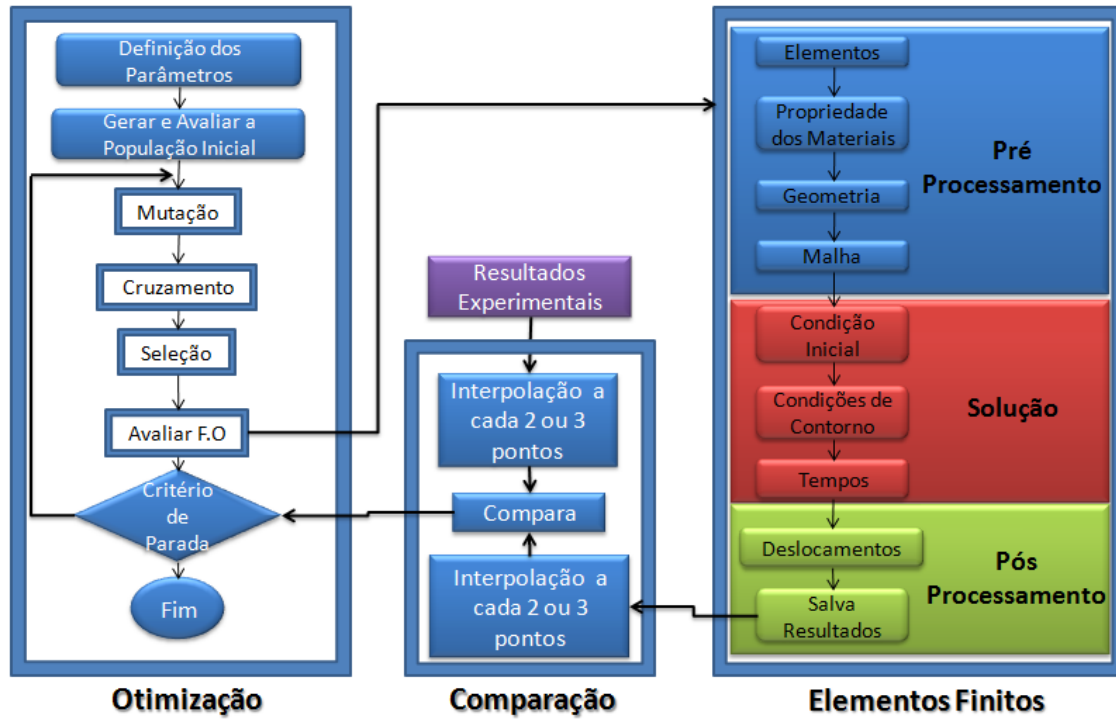 Definição dos
Parâmetros
Gerar e Avaliar a
População Inicial
Mutação
Cruzamento
Seleção
Avaliar F.O
Critério
de
Parada
Fim
Otimização
Resultados
Experimentais
Interpolação a
cada 2 ou 3
pontos
Compara
Interpolação a
cada 2 ou 3
pontos
Comparação
Elementos
Propriedade
dos Materiais
Geometria
Malha
Pré
Processamento
Condição
Inicial
Condições de
Contorno
Tempos
Solução
Deslocamentos
Salva
Resultados
Pós
Processamento
Elementos Finitos